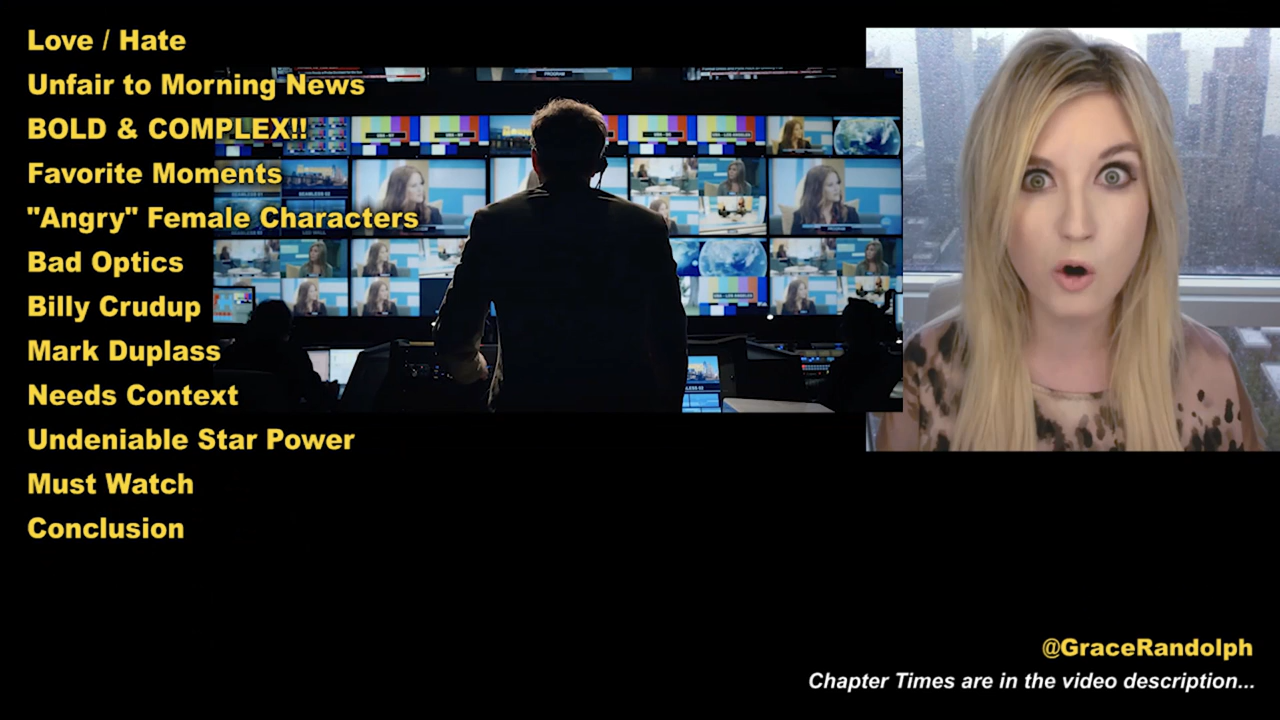 Love / Hate
Unfair to Morning News
BOLD & COMPLEX!!
Favorite Moments
"Angry" Female Characters
Bad Optics
Billy Crudup
Mark Duplass
Needs Context
Undeniable Star Power
Must Watch
Conclusion
@GraceRandolph
Chapter Times are in the video description...